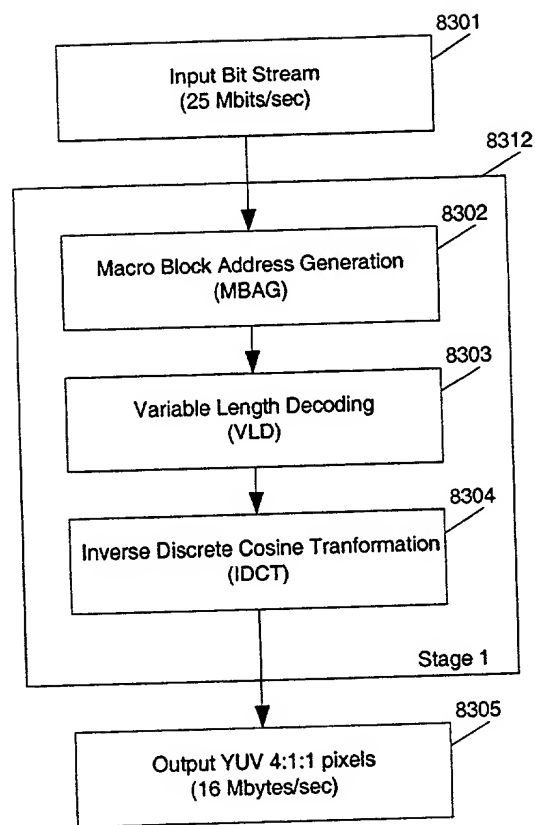 8301
Input Bit Stream
(25 Mbits/sec)
8312
8302
Macro Block Address Generation
(MBAG)
8303
Variable Length Decoding
(VLD)
8304
Inverse Discrete Cosine Tranformation
(IDCT)
Stage 1
8305
Output YUV 4:1:1 pixels
(16 Mbytes/sec)